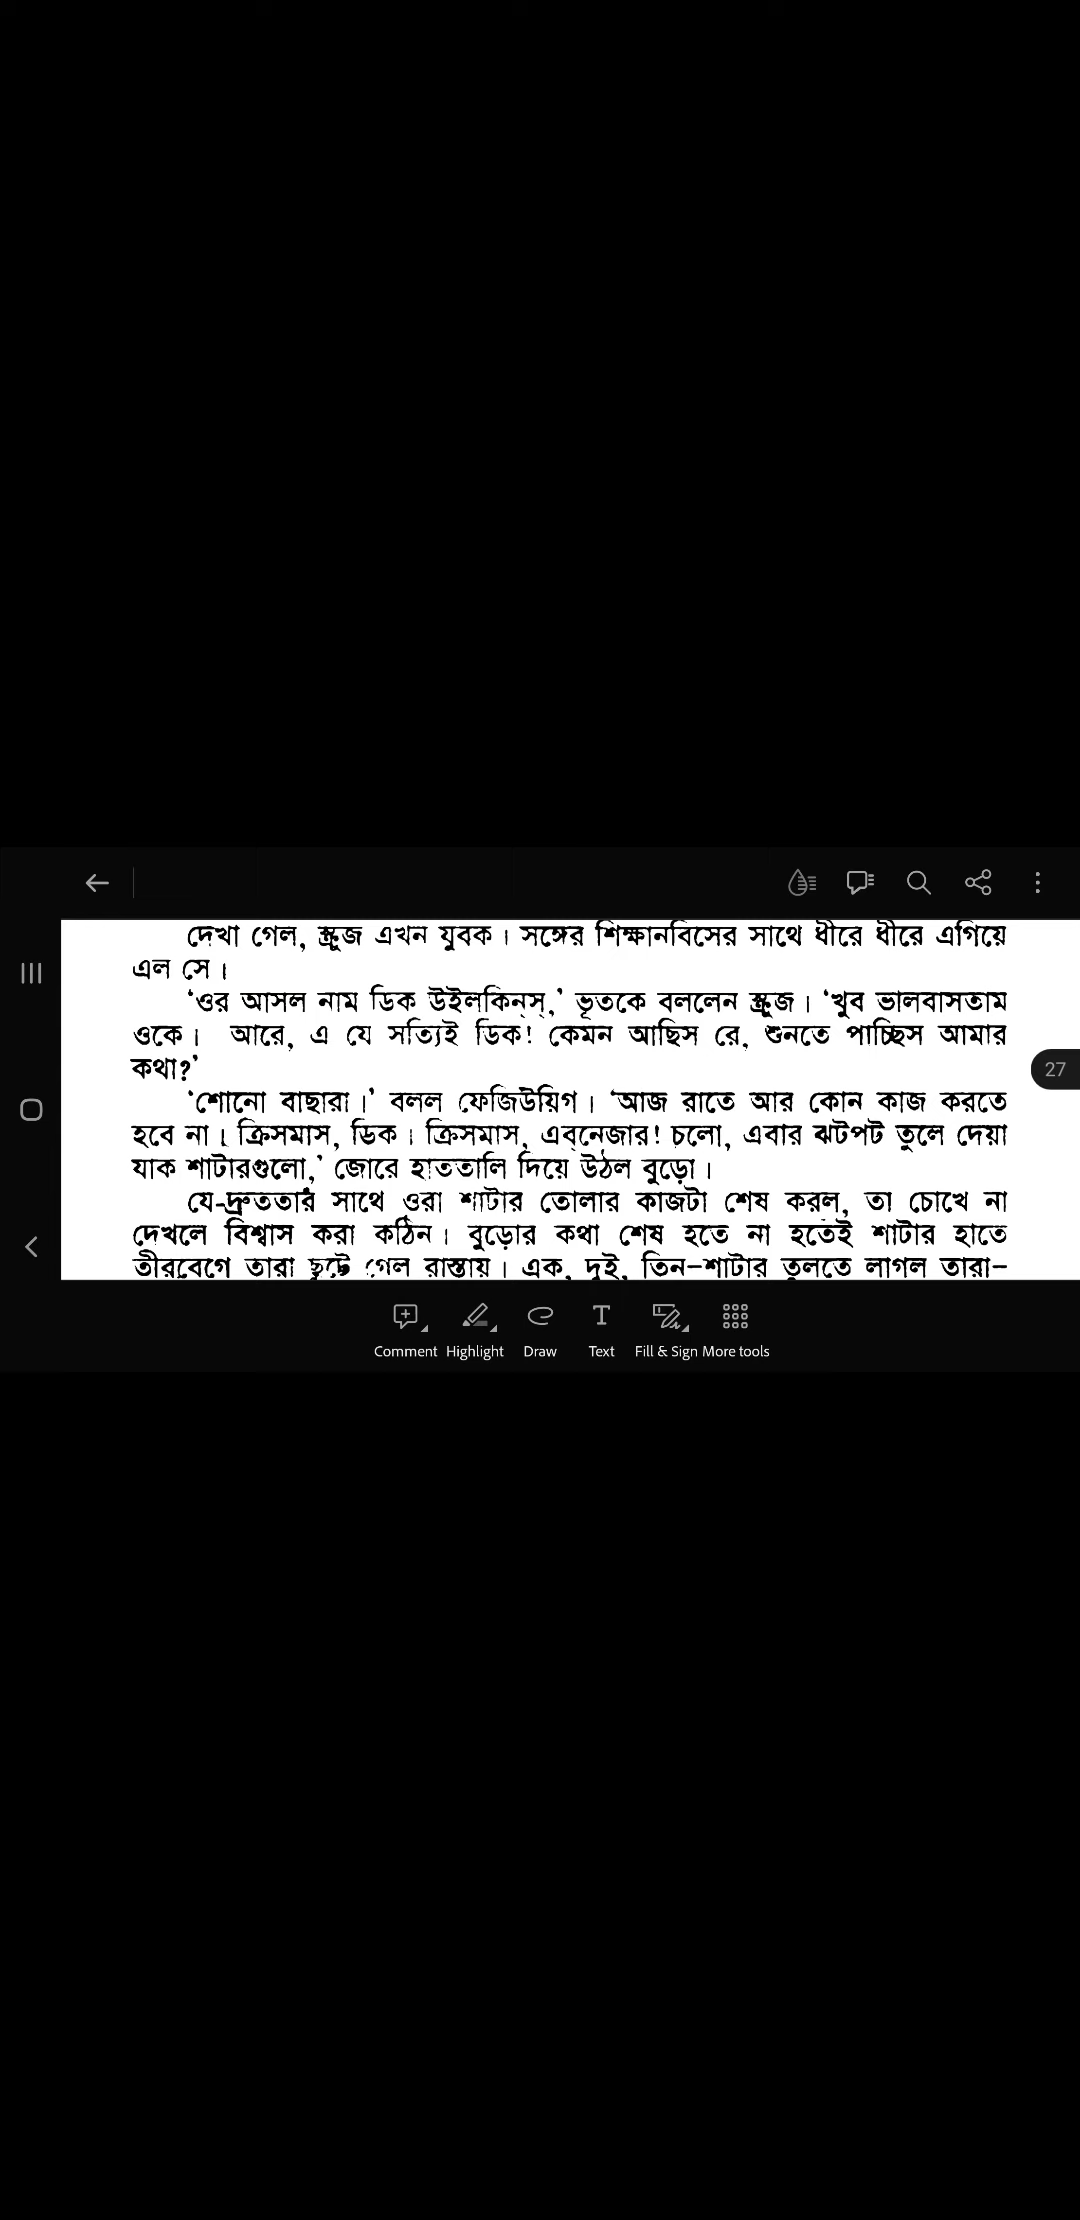 দেখা গেল, স্ক্রুজ এখন যুবক। সঙ্গের শিক্ষানবিসের সাথে ধীরে ধীরে এগিয়ে
এল সে।
‘ওর আসল নাম ডিক উইলকিন্স্,’ ভূতকে বললেন স্ক্রুজ। ‘খুব ভালবাসতাম
ওকে। আরে, এ যে সত্যিই ডিক! কেমন আছিস রে, শুনতে পাচ্ছিস আমার
কথা?’
27
‘শোনো বাছারা।’ বলল ফেজিউয়িগ। ‘আজ রাতে আর কোন কাজ করতে
হবে না। ক্রিসমাস, ডিক। ক্রিসমাস, এব্নেজার! চলো, এবার ঝটপট তুলে দেয়া
যাক শাটারগুলো,’ জোরে হাততালি দিয়ে উঠল বুড়ো।
যে-দ্রুততার সাথে ওরা শাটার তোলার কাজটা শেষ করল, তা চোখে না
দেখলে বিশ্বাস করা কঠিন। বুড়োর কথা শেষ হতে না হতেই শাটার হাতে
তীরবেগে তারা ছুটে গেল রাস্তায়। এক, দুই, তিন–শাটার তুলতে লাগল তারা–
Comment Highlight Draw Text Fill & Sign More tools